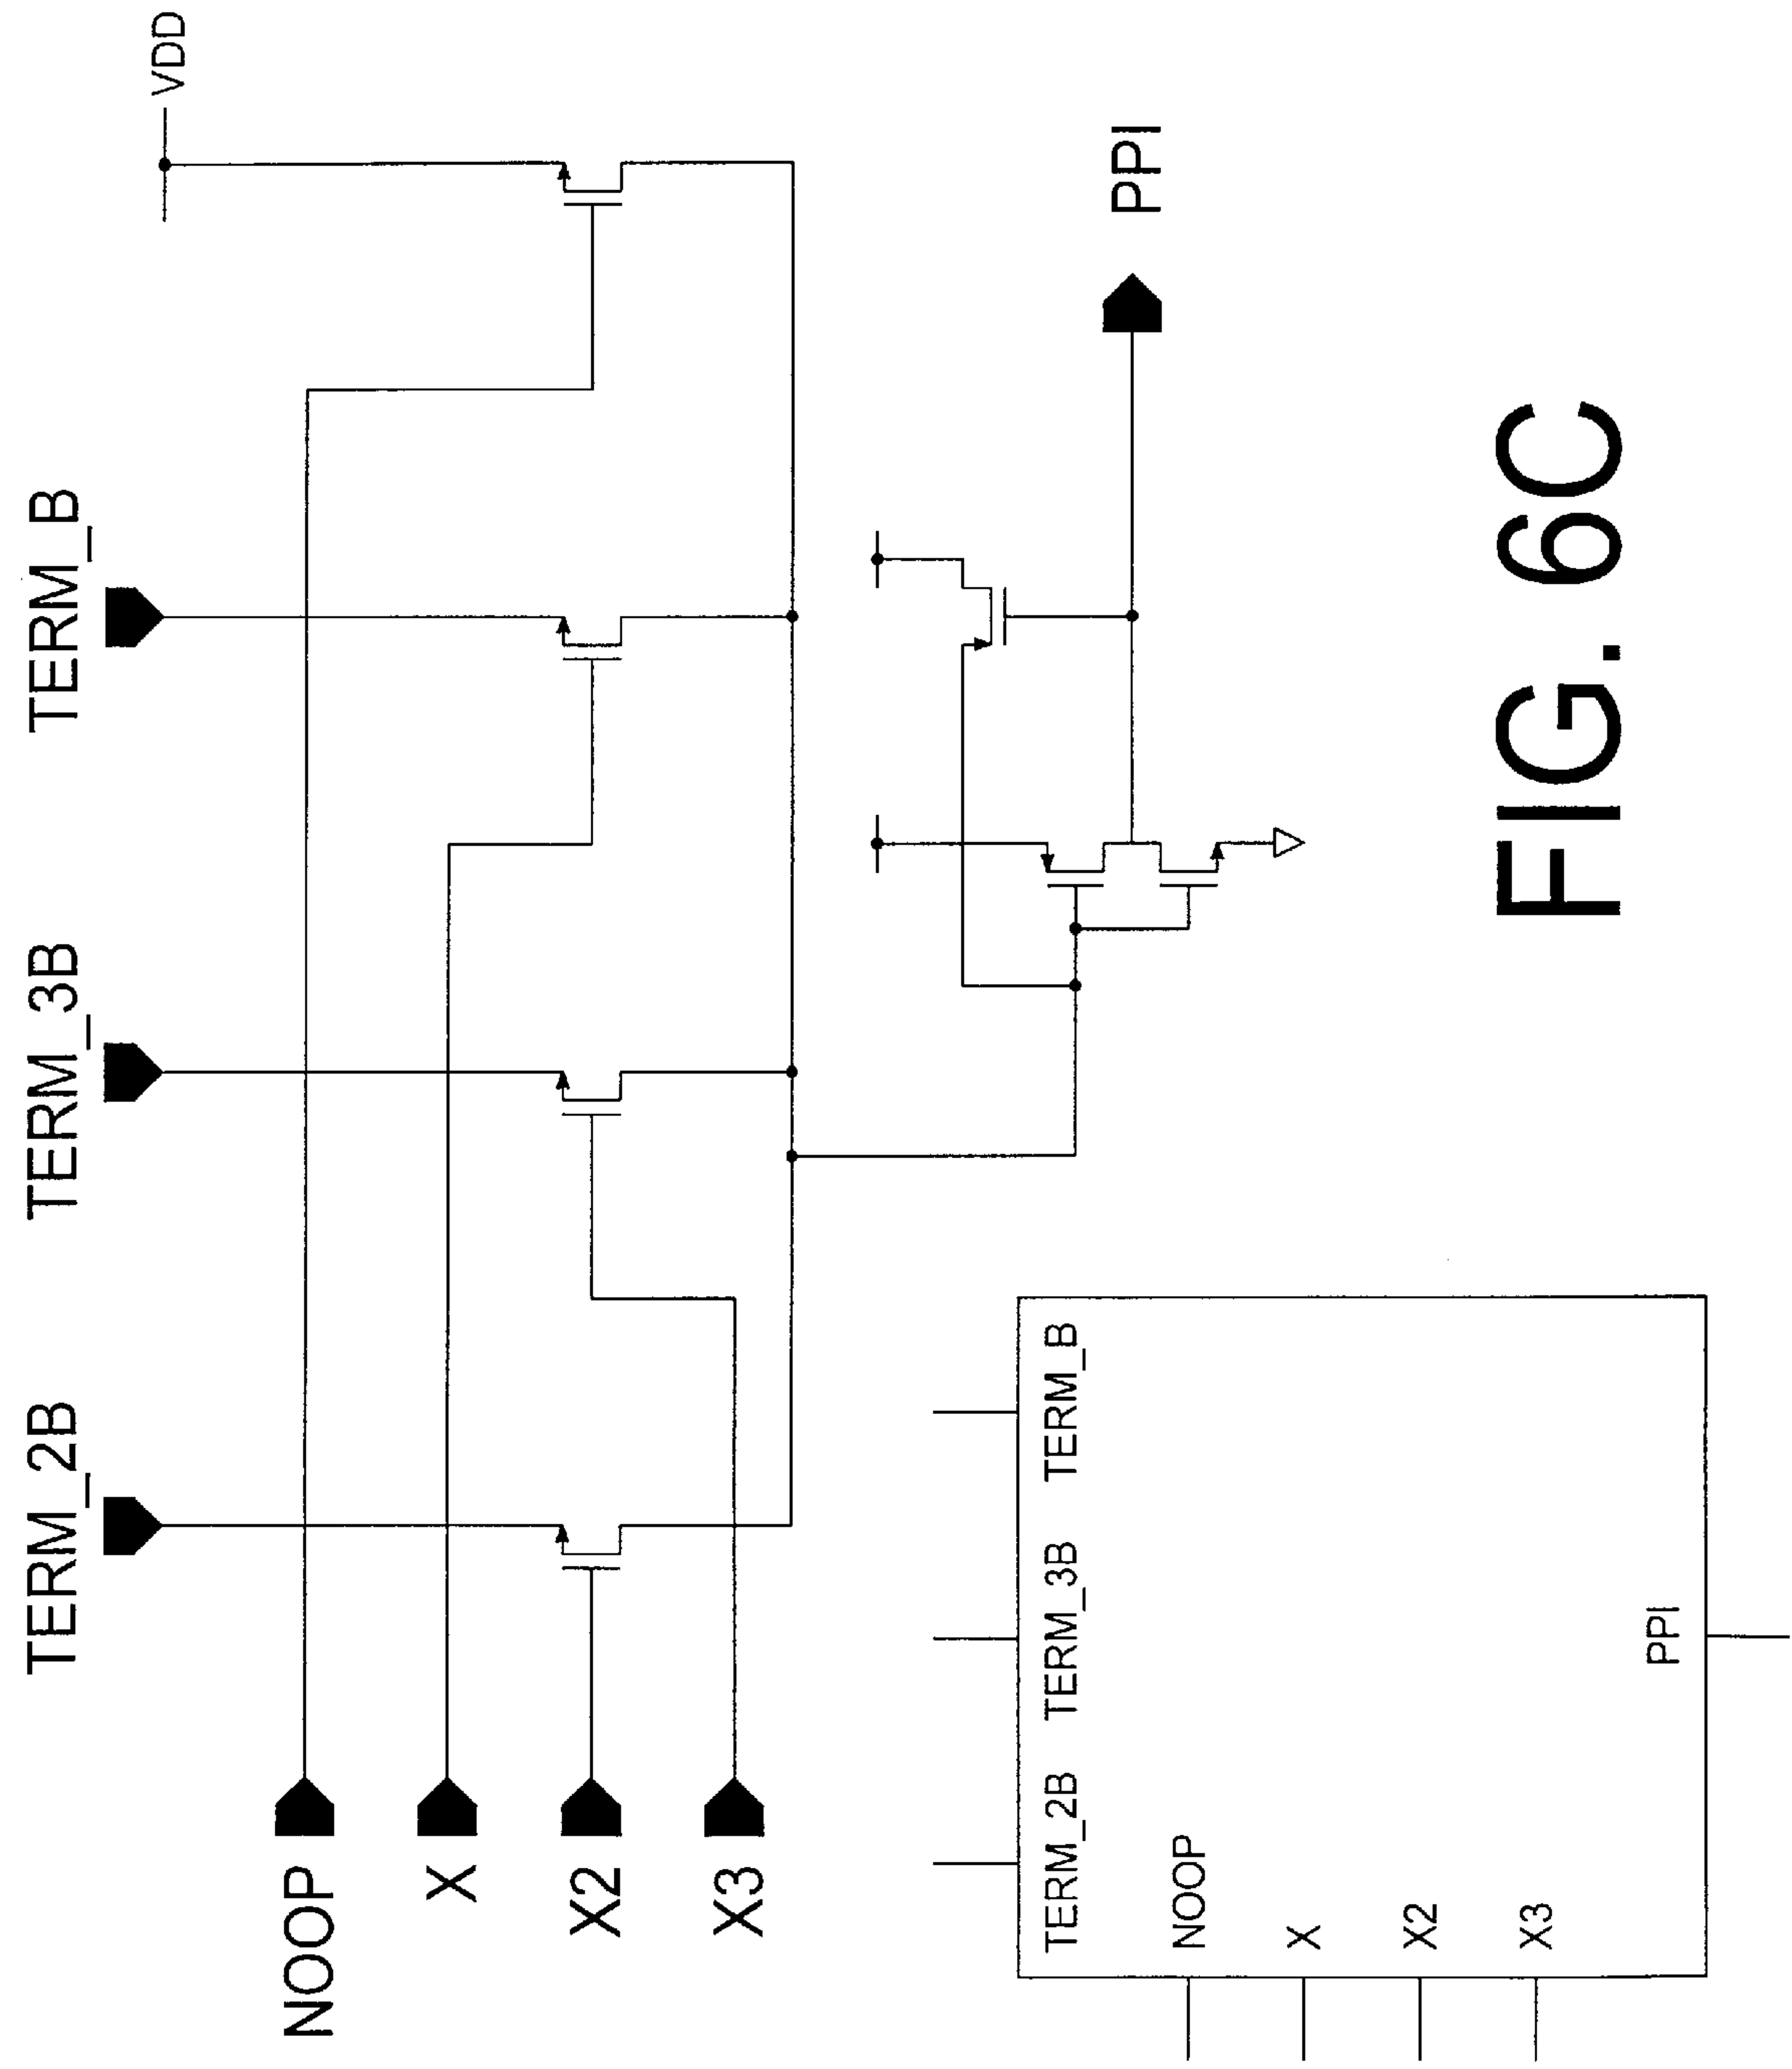 TERM_2B TERM_3B TERM_B
VDD
NOOP
X
X2
X3
PPI
TERM_2B TERM_3B TERM_B
NOOP
X
X2
X3
PPI
FIG. 6C